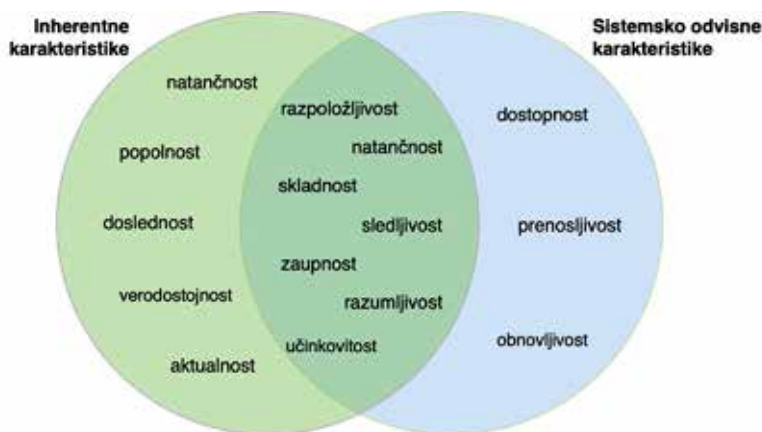 Inherentne
karakteristike
Sistemsko odvisne
karakteristike
natančnost
popolnost
doslednost
verodostojnost
aktualnost
razpoložljivost
natančnost
skladnost
sledljivost
zaupnost
razumljivost
učinkovitost
dostopnost
prenosljivost
obnovljivost